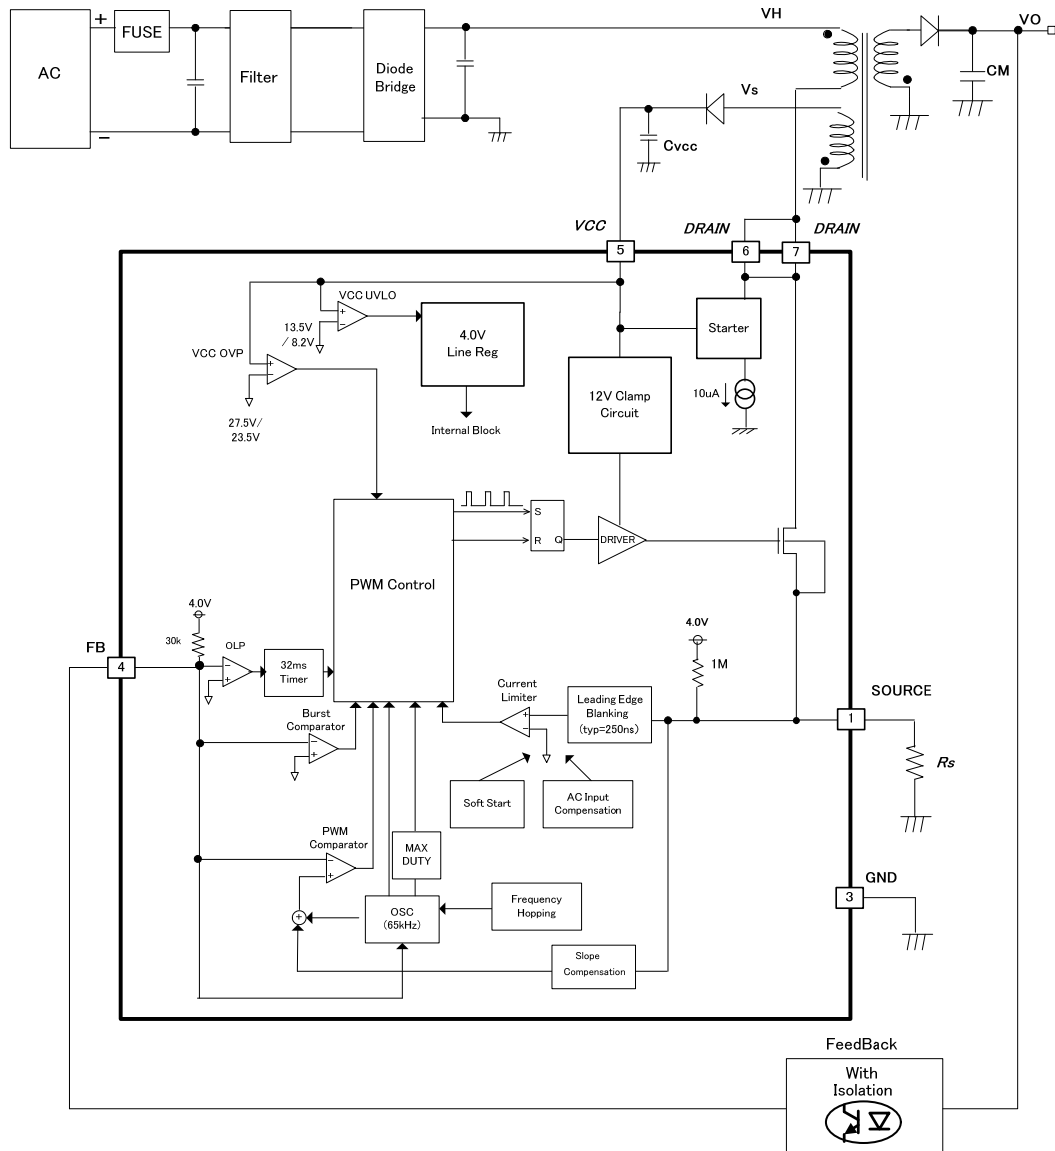 AC
+
−
FUSE
Filter
Diode
Bridge
VH
VO
CM
Vs
Cvcc
VCC
DRAIN
DRAIN
5
6
7
VCC UVLO
+
−
13.5V
/ 8.2V
4.0V
Line Reg
Starter
VCC OVP
+
−
27.5V/
23.5V
Internal Block
12V Clamp
Circuit
10uA
S
R
Q
DRIVER
PWM Control
4.0V
30k
OLP
FB
4
−
+
32ms
Timer
4.0V
1M
Current
Limiter
+
−
Leading Edge
Blanking
(typ=250ns)
SOURCE
1
Rs
Burst
Comparator
−
+
Soft Start
AC Input
Compensation
PWM
Comparator
−
+
MAX
DUTY
GND
3
+
OSC
(65kHz)
Frequency
Hopping
Slope
Compensation
FeedBack
With
Isolation